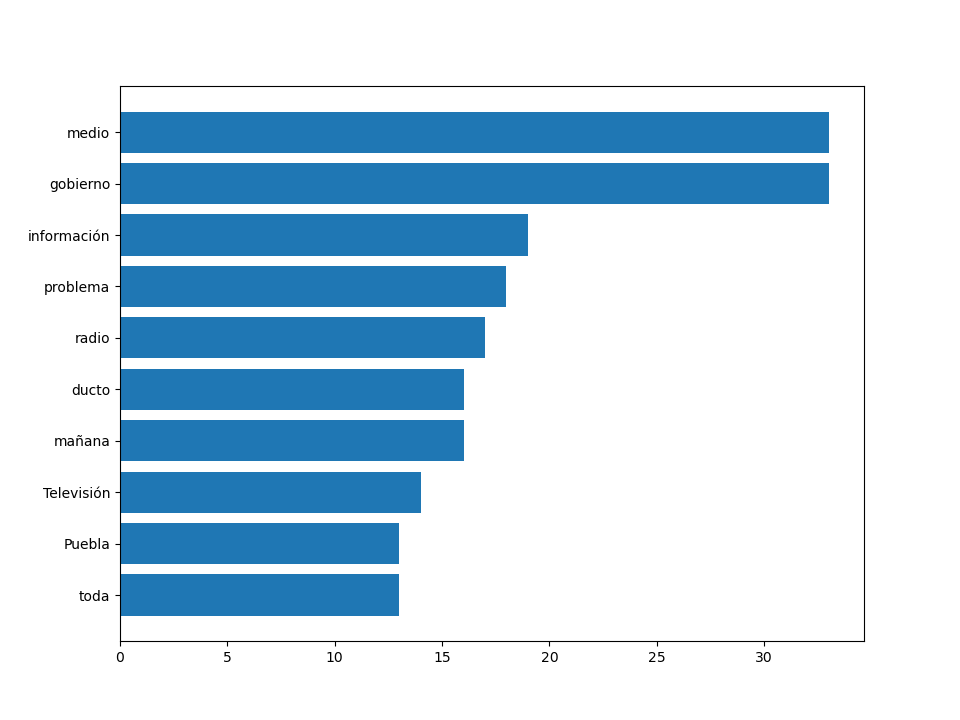 medio
gobierno
información
problema
radio
ducto
mañana
Televisión
Puebla
toda
0 5 10 15 20 25 30